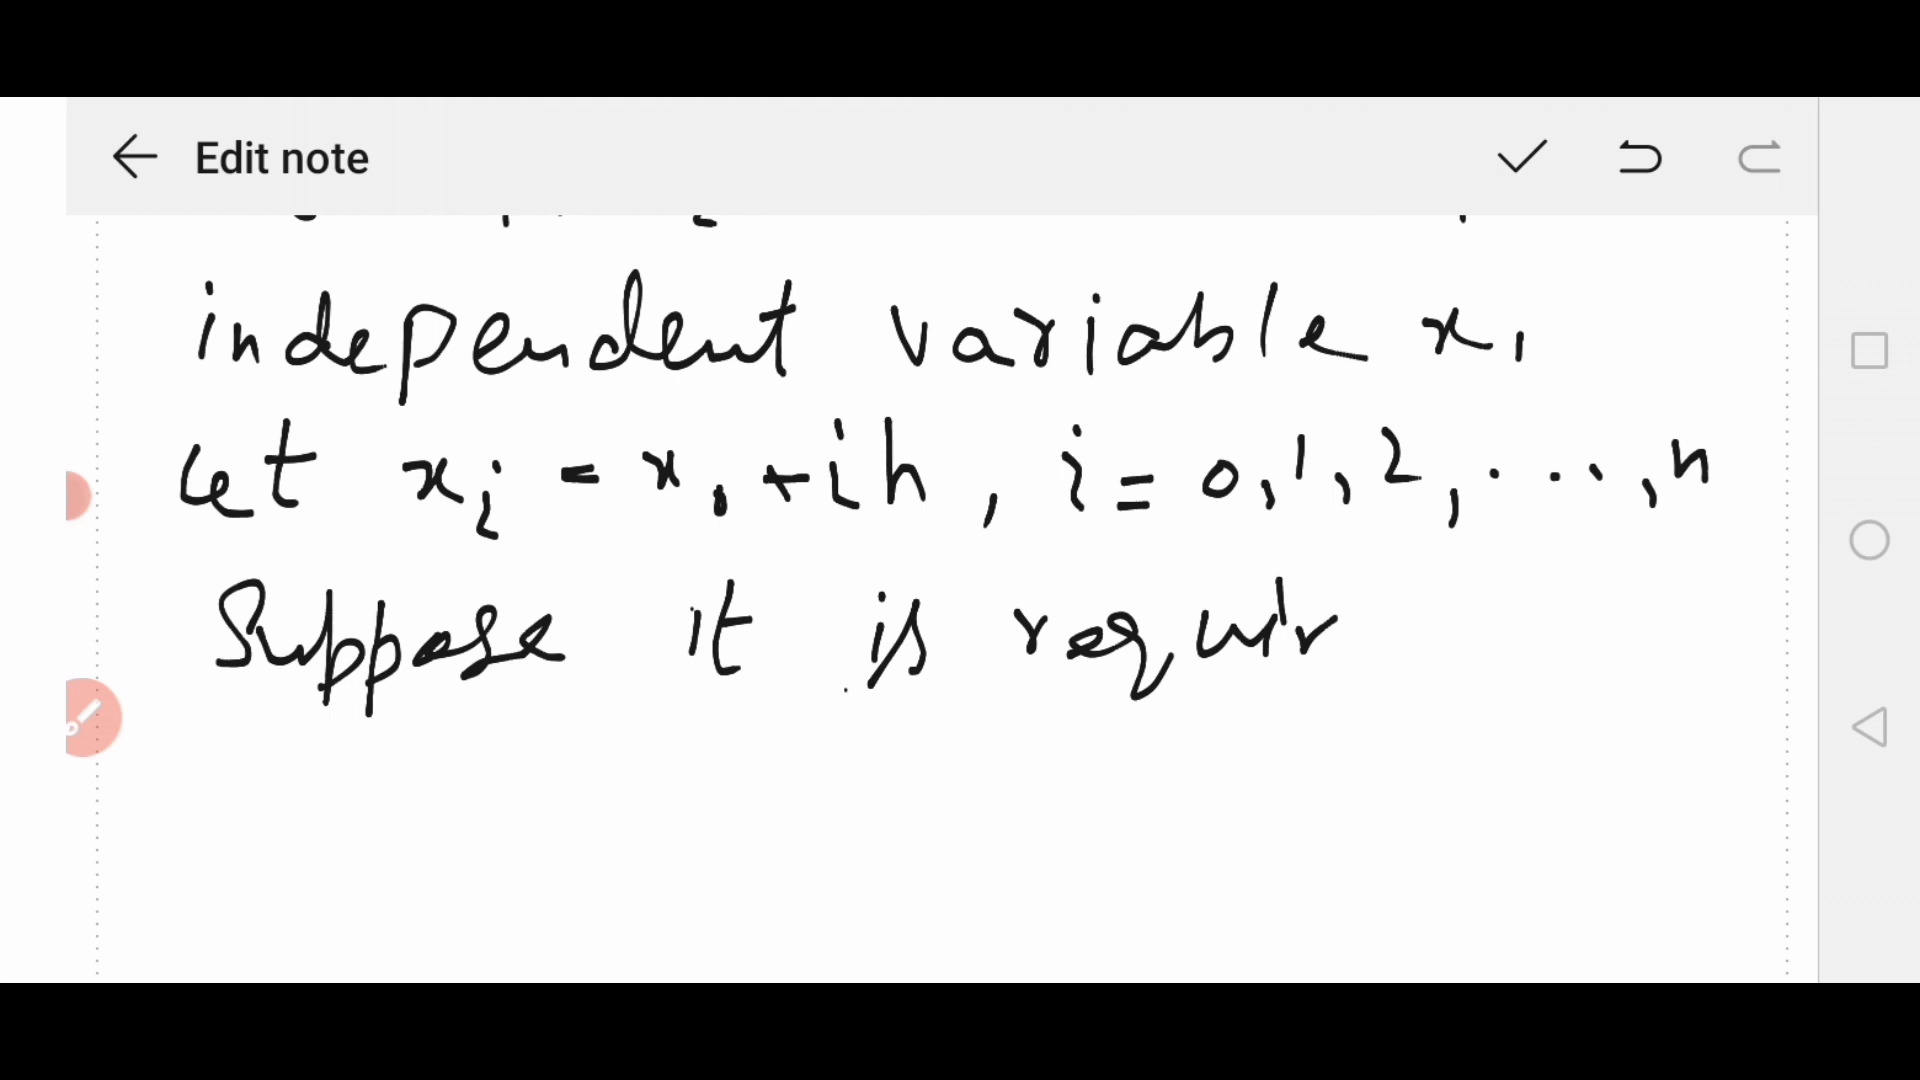 Edit note
independent variable x,
Let xᵢ = x₀ + ih, i = 0, 1, 2, ..., n
Suppose it is requir